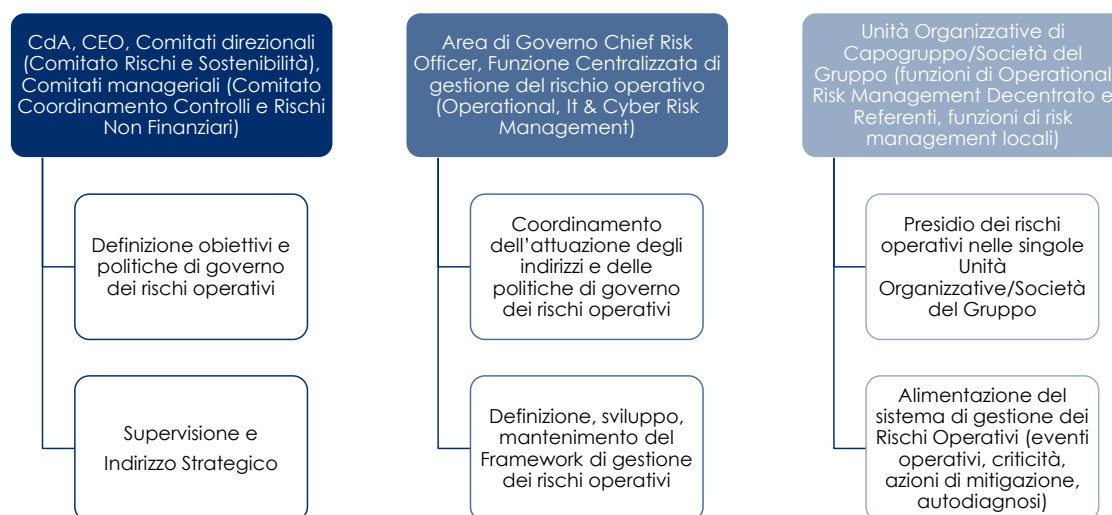 CdA, CEO, Comitati direzionali
(Comitato Rischi e Sostenibilità),
Comitati manageriali (Comitato
Coordinamento Controlli e Rischi
Non Finanziari)
Definizione obiettivi e
politiche di governo
dei rischi operativi
Supervisione e
Indirizzo Strategico
Area di Governo Chief Risk
Officer, Funzione Centralizzata di
gestione del rischio operativo
(Operational, It & Cyber Risk
Management)
Coordinamento
dell'attuazione degli
indirizzi e delle
politiche di governo
dei rischi operativi
Definizione, sviluppo,
mantenimento del
Framework di gestione
dei rischi operativi
Unità Organizzative di
Capogruppo/Società del
Gruppo (funzioni di Operational
Risk Management Decentrato e
Referenti, funzioni di risk
management locali)
Presidio dei rischi
operativi nelle singole
Unità
Organizzative/Società
del Gruppo
Alimentazione del
sistema di gestione dei
Rischi Operativi (eventi
operativi, criticità,
azioni di mitigazione,
autodiagnosi)